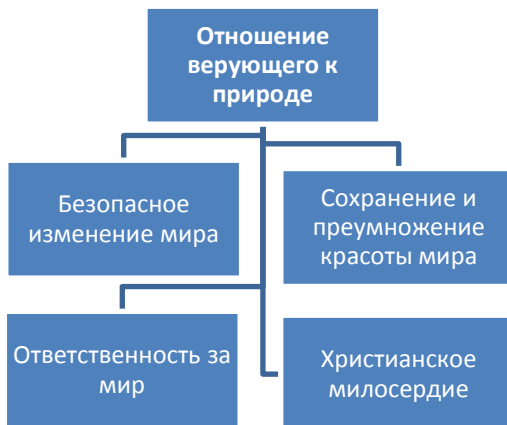 Отношение
верующего к
природе
Безопасное
изменение мира
Сохранение и
преумножение
красоты мира
Ответственность за
мир
Христианское
милосердие